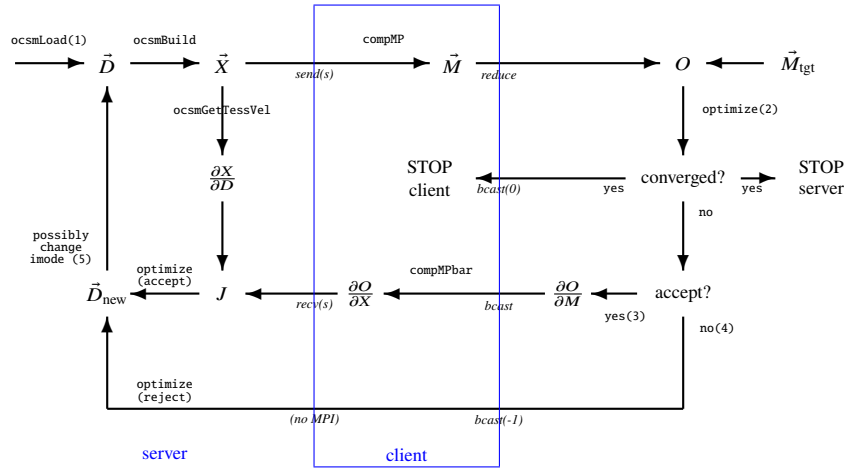 ocsmLoad(1) ocsmBuild compMP
D⃗ X⃗ M⃗ O M⃗tgt
send(s) reduce
ocsmGetTessVel optimize(2)
∂X/∂D
STOP client
bcast(0) yes converged? yes
STOP server
no
possibly
change
imode (5)
optimize
(accept)
compMPbar
D⃗new J ∂O/∂X ∂O/∂M accept?
recv(s) bcast yes(3)
no(4)
optimize
(reject)
(no MPI) bcast(-1)
server client